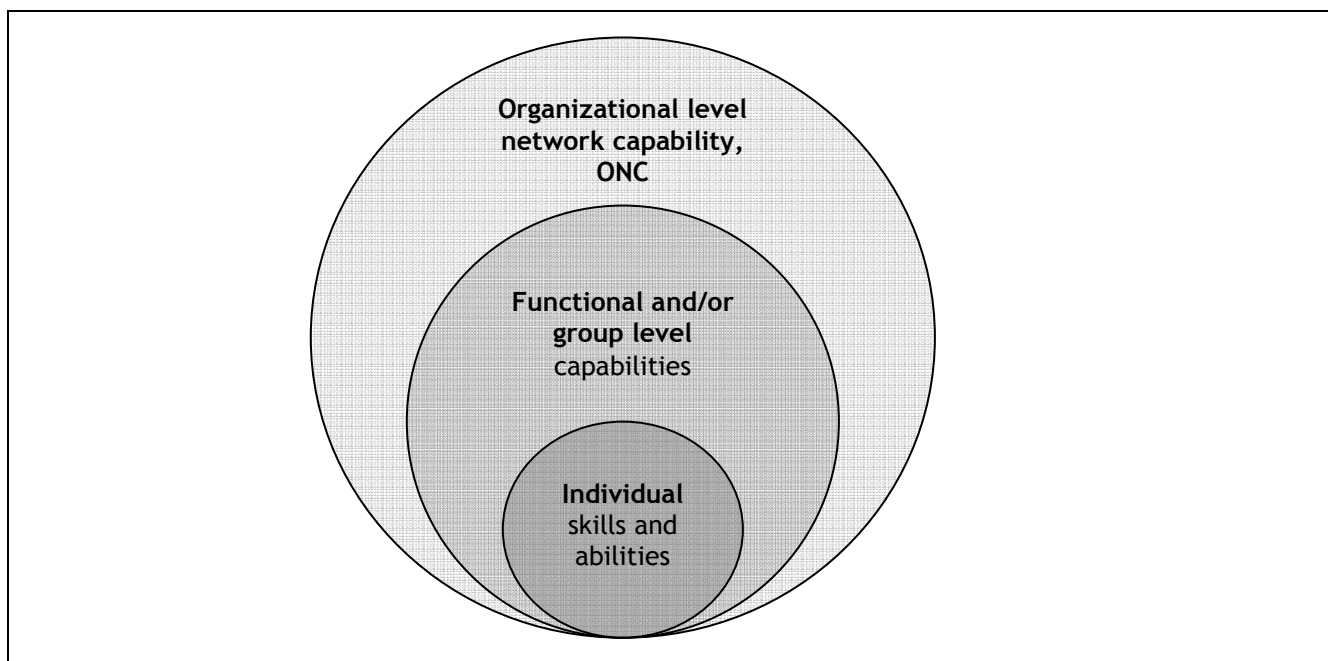 Organizational level
network capability,
ONC
Functional and/or
group level
capabilities
Individual
skills and
abilities